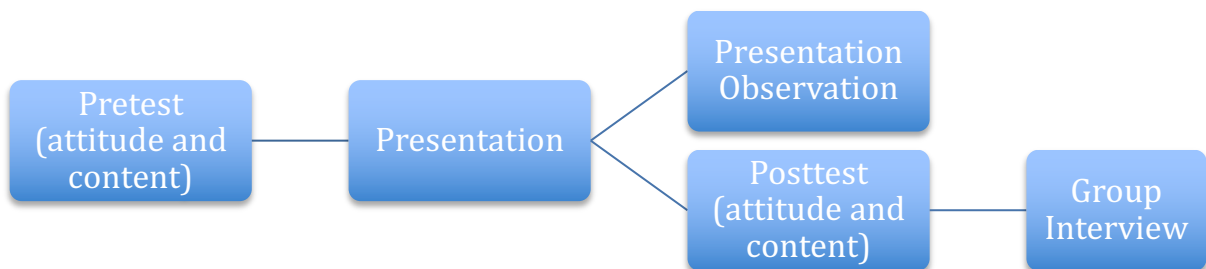 Pretest
(attitude and
content)
Presentation
Presentation
Observation
Posttest
(attitude and
content)
Group
Interview